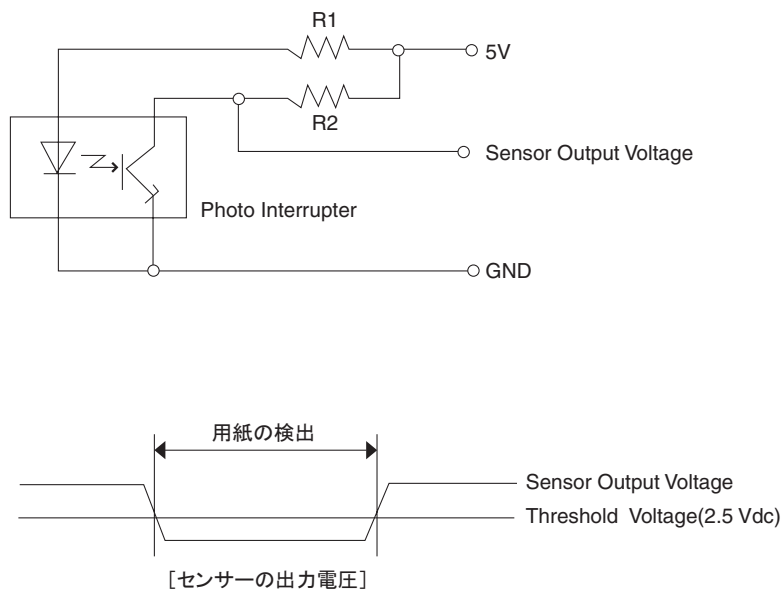 R1
5V
R2
Sensor Output Voltage
Photo Interrupter
GND
用紙の検出
Sensor Output Voltage
Threshold Voltage(2.5 Vdc)
[センサーの出力電圧]